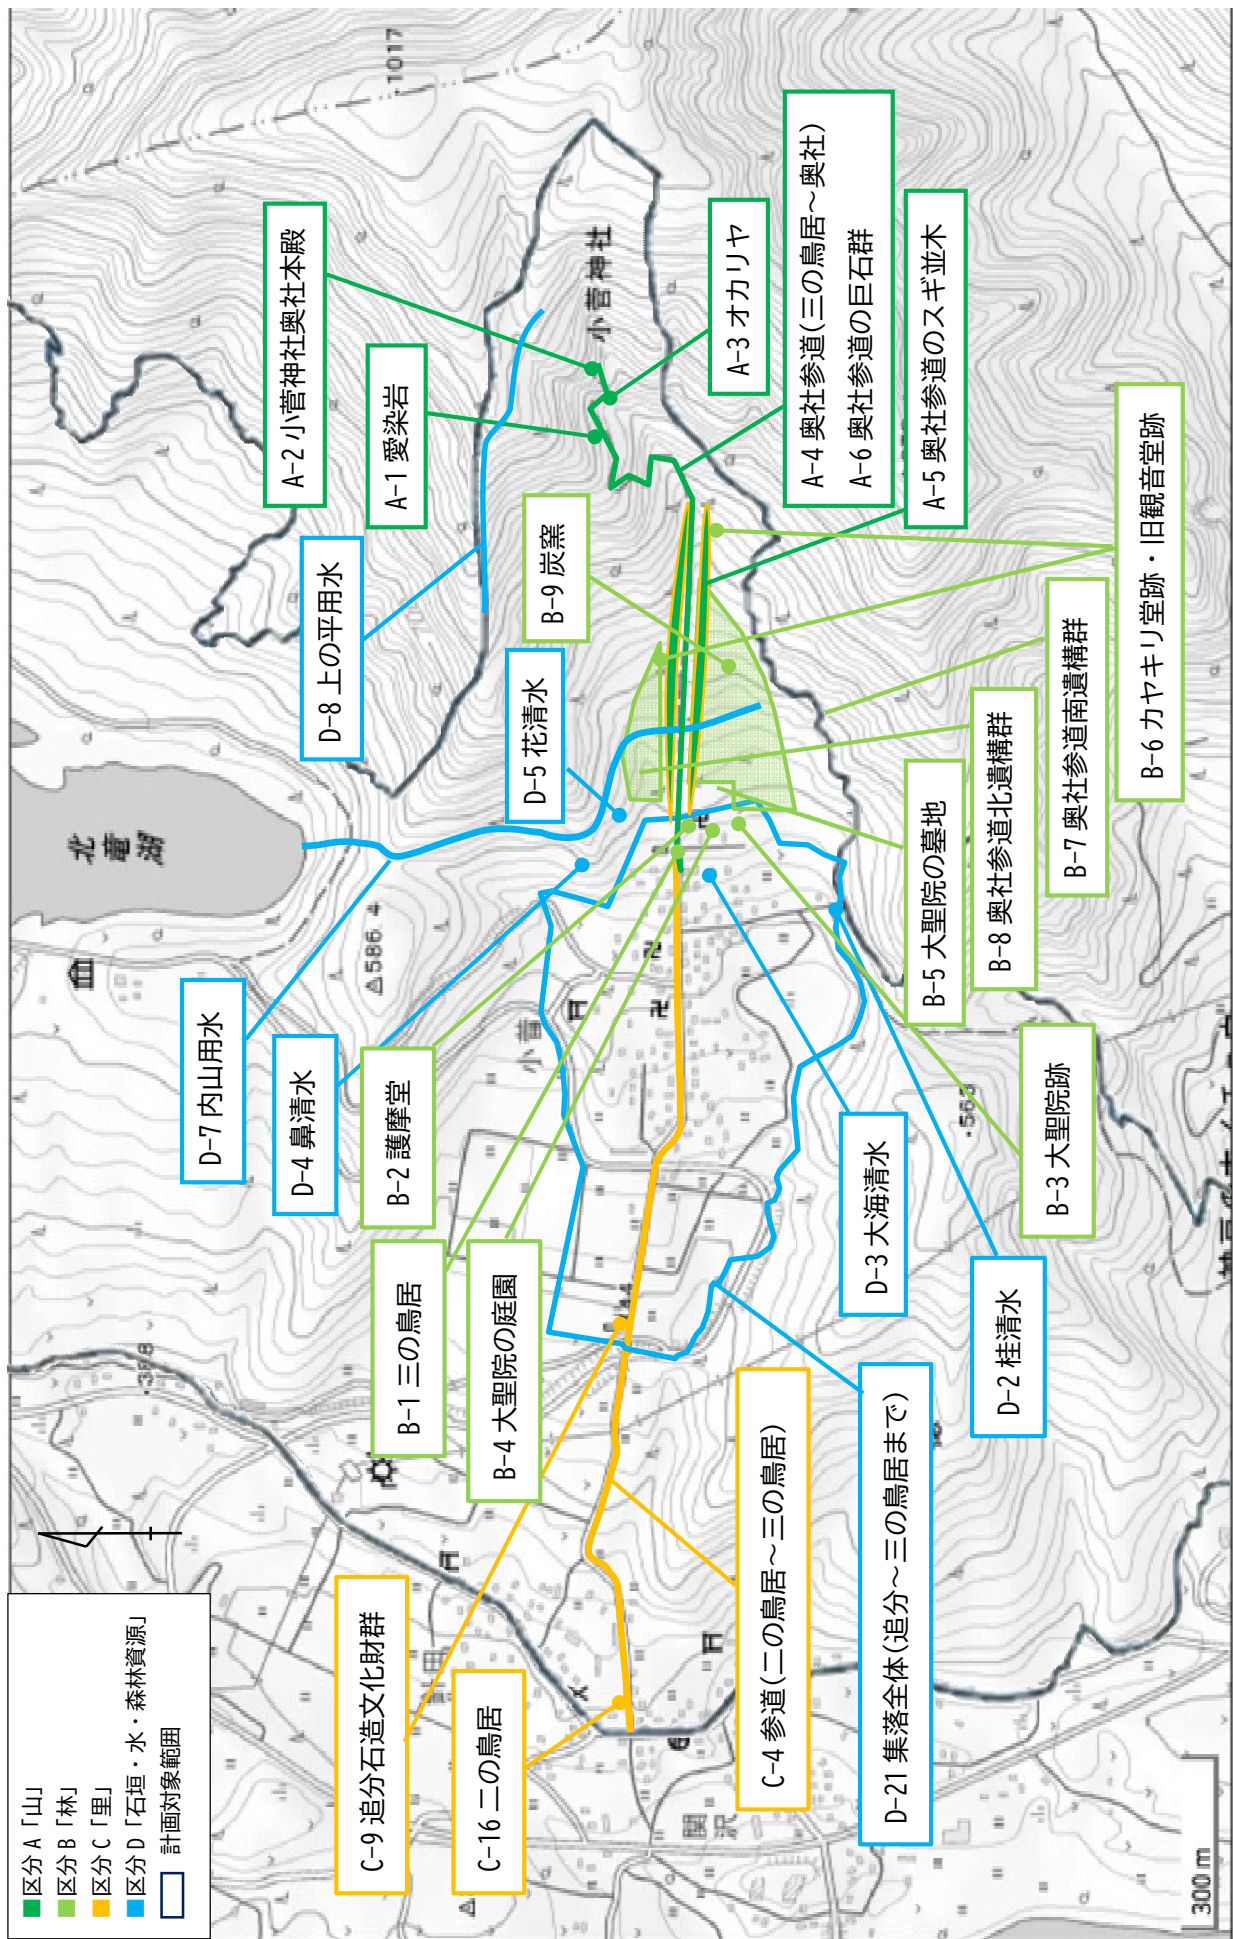 区分 A「山」
区分 B「林」
区分 C「里」
区分 D「石垣・水・森林資源」
計画対象範囲
D-7 内山用水
D-4 鼻清水
D-8 上の平用水
A-2 小菅神社奥社本殿
A-1 愛染岩
B-2 護摩堂
B-1 三の鳥居
B-4 大聖院の庭園
D-5 花清水
B-9 炭窯
C-9 追分石造文化財群
C-16 二の鳥居
A-3 オカリヤ
A-4 奥社参道(三の鳥居～奥社)
A-6 奥社参道の巨石群
A-5 奥社参道のスギ並木
B-6 カヤキリ堂跡・旧観音堂跡
B-7 奥社参道南遺構群
B-8 奥社参道北遺構群
B-5 大聖院の墓地
B-3 大聖院跡
D-3 大海清水
D-2 桂清水
C-4 参道(二の鳥居～三の鳥居)
D-21 集落全体(追分～三の鳥居まで)
北竜湖
小菅神社
小菅
関沢
1017
586.4
300 m